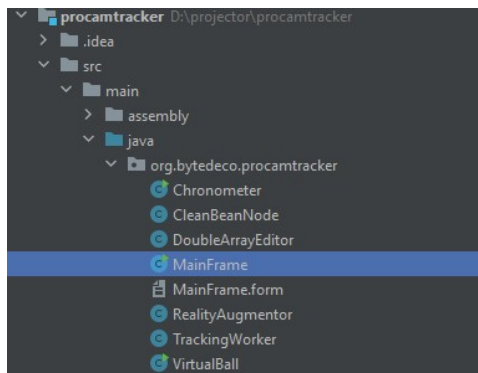 procamtracker D:\projector\procamtracker
.idea
src
main
assembly
java
org.bytedeco.procamtracker
Chronometer
CleanBeanNode
DoubleArrayEditor
MainFrame
MainFrame.form
RealityAugmentor
TrackingWorker
VirtualBall